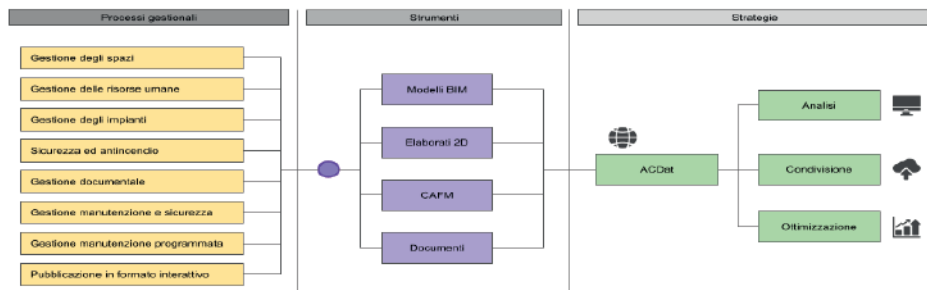 Processi gestionali
Strumenti
Strategie
Gestione degli spazi
Gestione delle risorse umane
Gestione degli impianti
Sicurezza ed antincendio
Gestione documentale
Gestione manutenzione e sicurezza
Gestione manutenzione programmata
Pubblicazione in formato interattivo
Modelli BIM
Elaborati 2D
CAFM
Documenti
ACDat
Analisi
Condivisione
Ottimizzazione